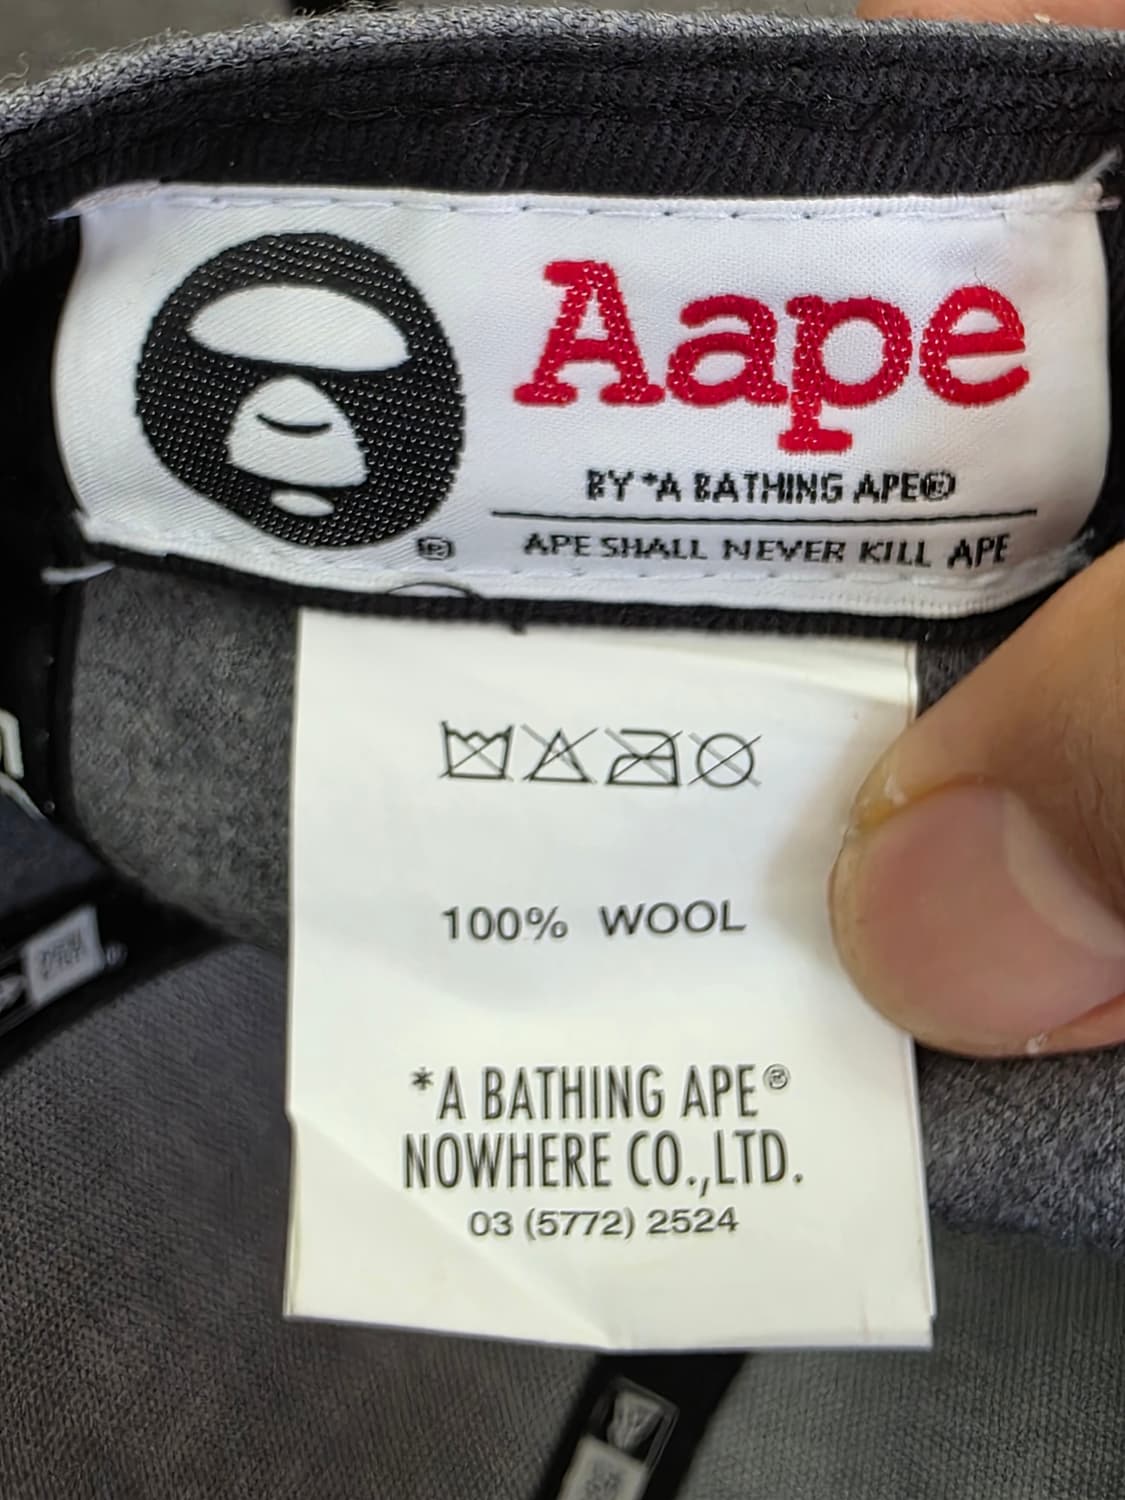 Aape
BY *A BATHING APE®
®
APE SHALL NEVER KILL APE
100% WOOL
*A BATHING APE®
NOWHERE CO.,LTD.
03 (5772) 2524